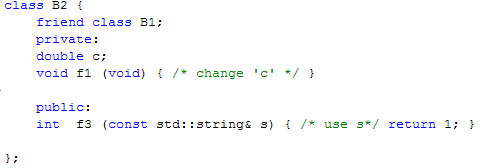 class B2 {
    friend class B1;
    private:
    double c;
    void f1 (void) { /* change 'c' */ }

    public:
    int  f3 (const std::string& s) { /* use s*/ return 1; }

};